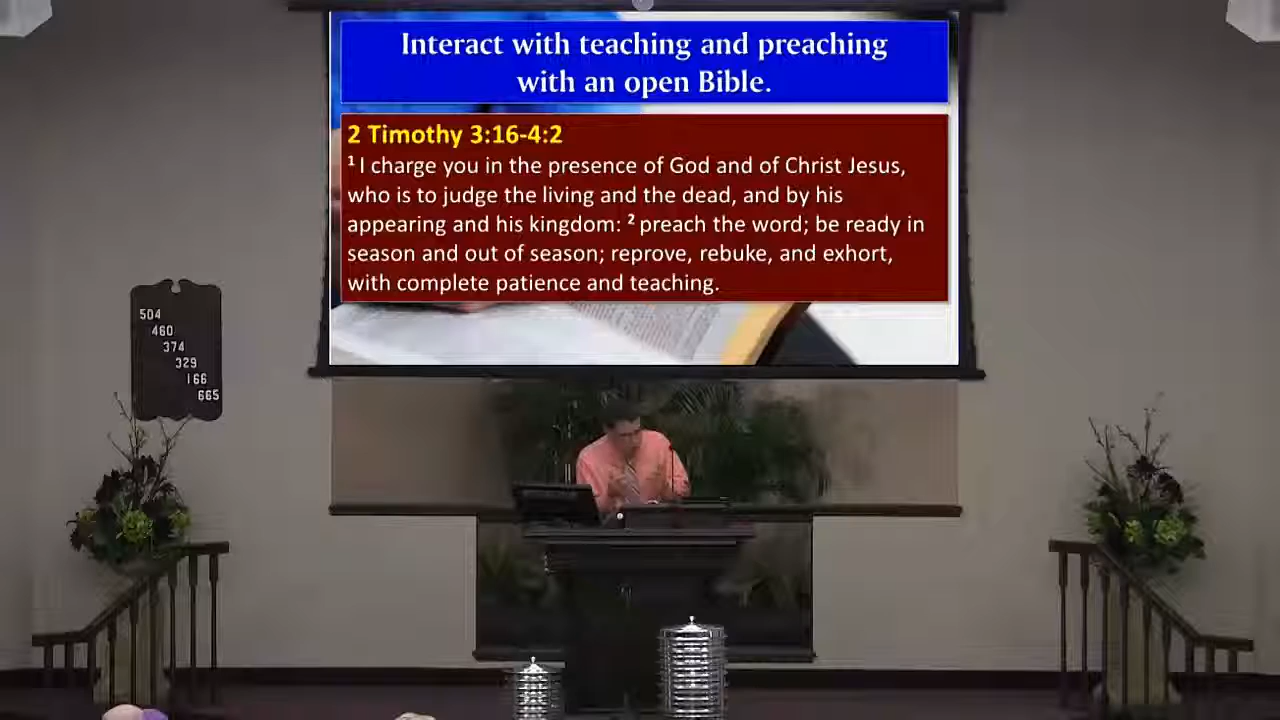 Interact with teaching and preaching
with an open Bible.
2 Timothy 3:16-4:2
1 I charge you in the presence of God and of Christ Jesus,
who is to judge the living and the dead, and by his
appearing and his kingdom: 2 preach the word; be ready in
season and out of season; reprove, rebuke, and exhort,
with complete patience and teaching.
504
460
374
329
166
665